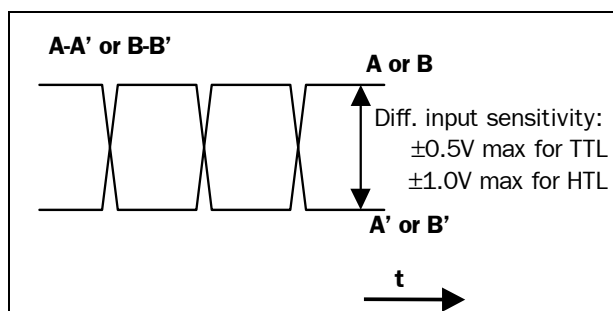 A-A’ or B-B’
A or B
Diff. input sensitivity:
±0.5V max for TTL
±1.0V max for HTL
A’ or B’
t